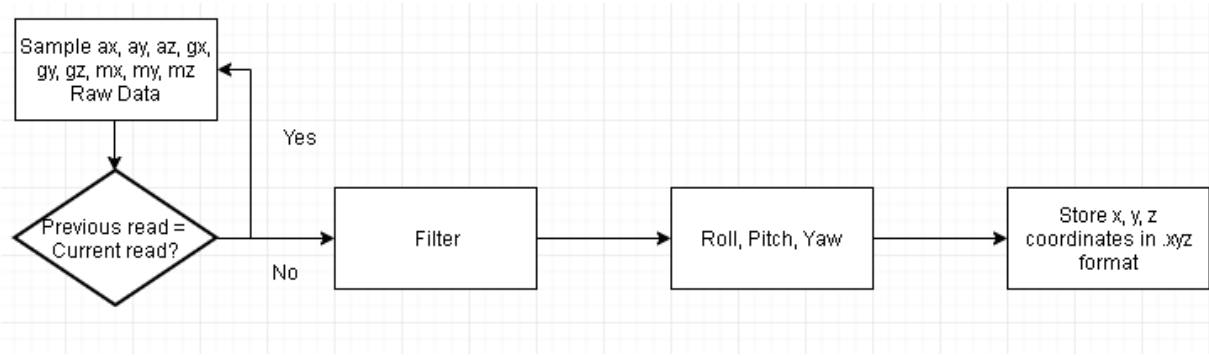 Sample ax, ay, az, gx,
gy, gz, mx, my, mz
Raw Data
Yes
Previous read =
Current read?
No
Filter
Roll, Pitch, Yaw
Store x, y, z
coordinates in .xyz
format